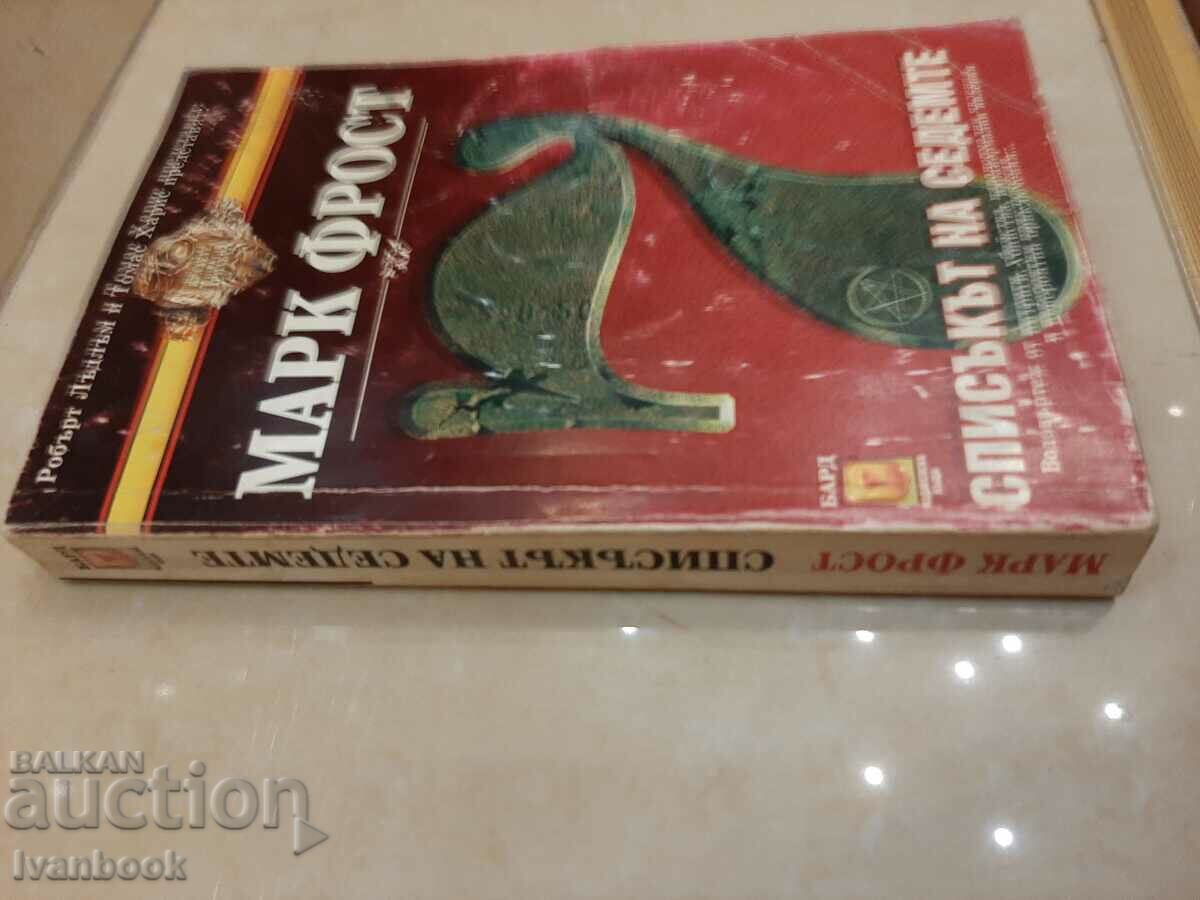 Робърт Лъдлъм и Томас Харис представят:
МАРК ФРОСТ
СПИСЪКЪТ НА СЕДЕМТЕ
БАРД
МАРК ФРОСТ СПИСЪКЪТ НА СЕДЕМТЕ
BALKAN
auction
Ivanbook